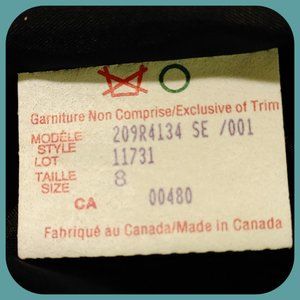 Garniture Non Comprise/Exclusive of Trim
MODÈLE
STYLE 209R4134 SE /001
LOT 11731
TAILLE
SIZE 8
CA 00480
Fabriqué au Canada/Made in Canada